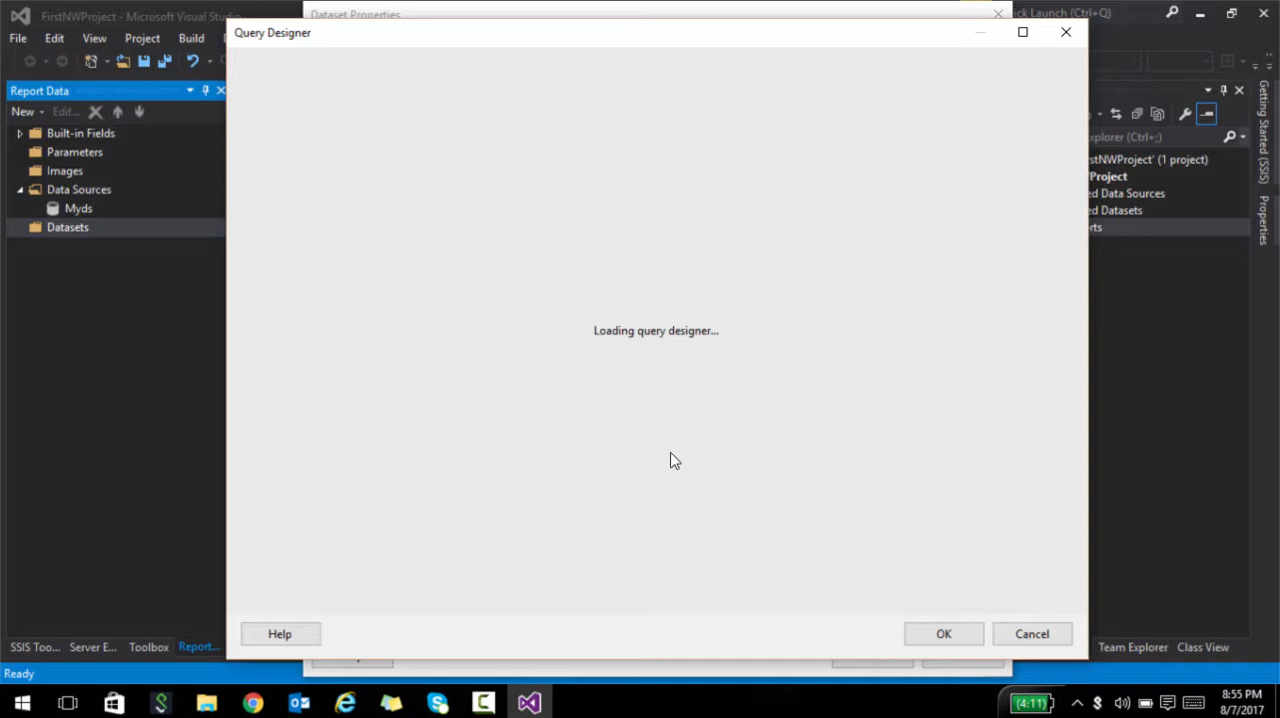 FirstNWProject - Microsoft Visual Studio
Dataset Properties
ick Launch (Ctrl+Q)
Query Designer
File Edit View Project Build
Report Data
New Edit...
Built-in Fields
Parameters
Images
Data Sources
Myds
Datasets
xplorer (Ctrl+;)
stNWProject' (1 project)
Project
ed Data Sources
ed Datasets
rts
Getting Started (SSIS)
Properties
Loading query designer...
Help OK Cancel
SSIS Too... Server E... Toolbox Report...
Team Explorer Class View
Ready
(4:11)
8:55 PM
8/7/2017